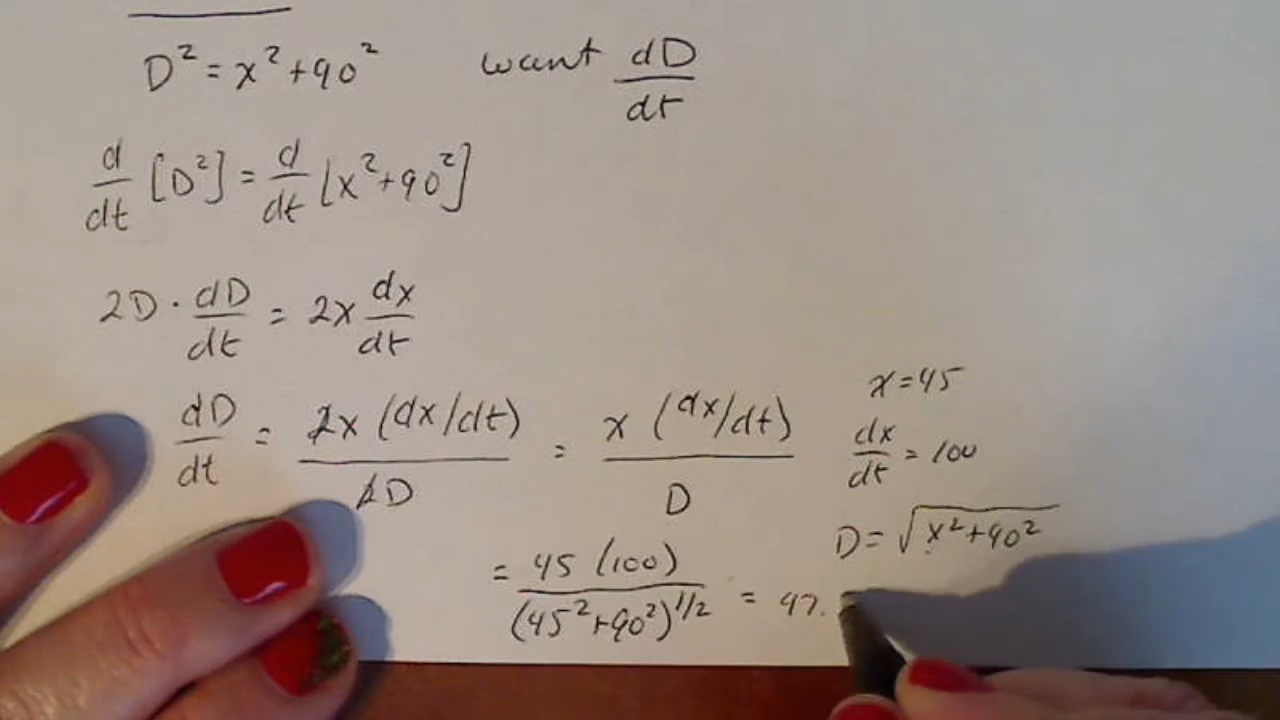 D² = x² + 90² want dD/dt
d/dt [D²] = d/dt [x² + 90²]
2D · dD/dt = 2x dx/dt
dD/dt = 2x (dx/dt) / 2D = x (dx/dt) / D
x = 45
dx/dt = 100
D = √(x² + 90²)
= 45 (100) / (45² + 90²)^1/2 = 47.